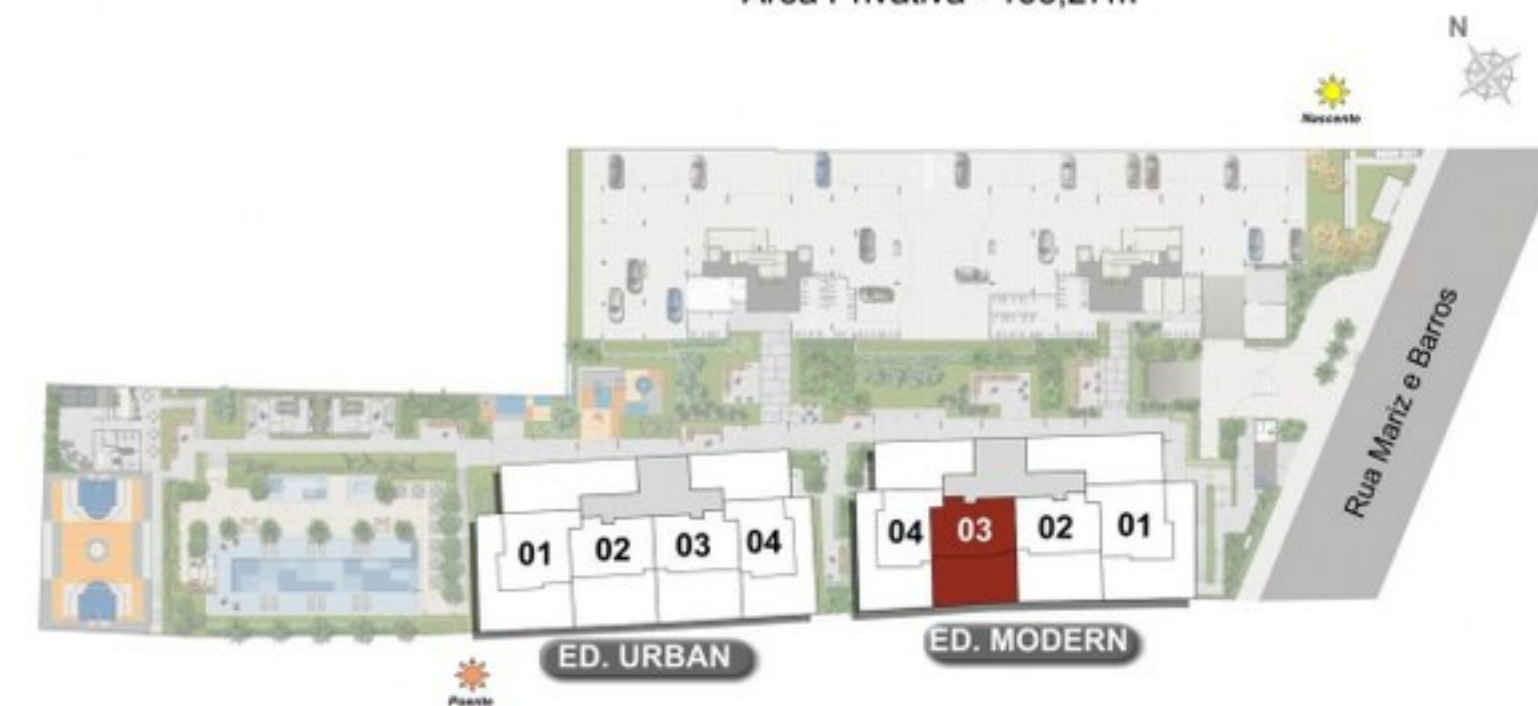 N
Nascente
Rua Mariz e Barros
01 02 03 04
04 03 02 01
ED. URBAN
ED. MODERN
Poente